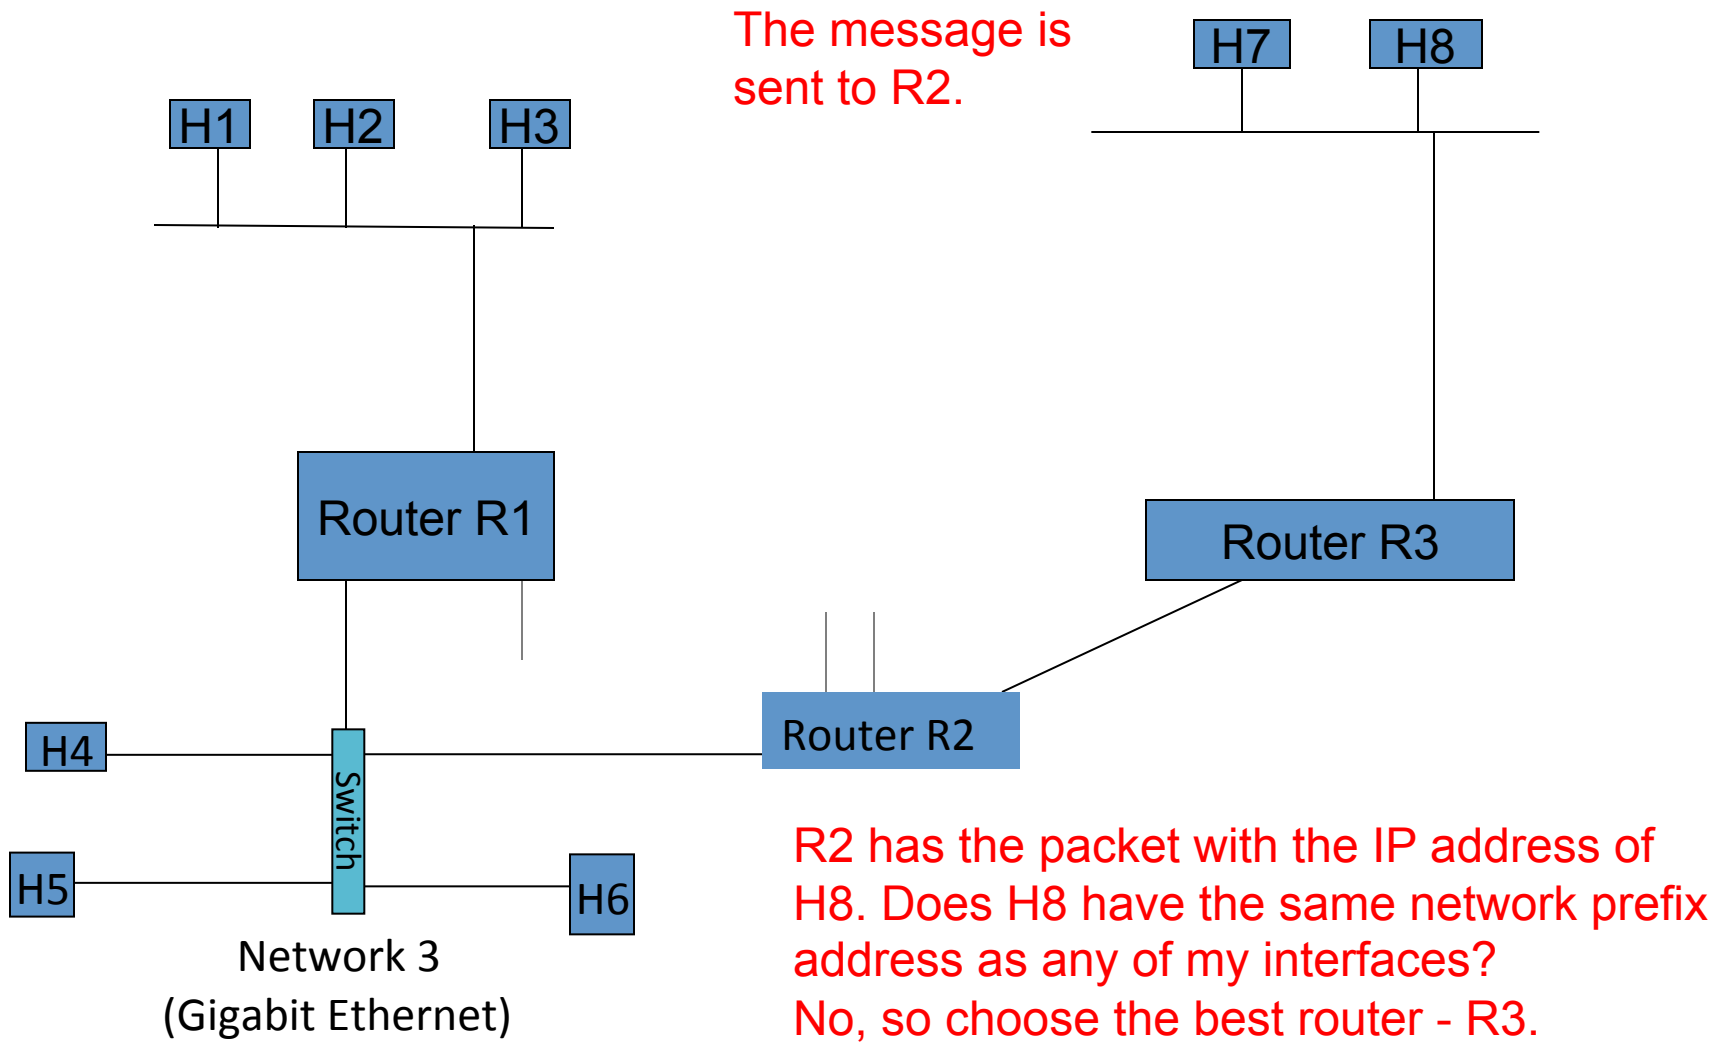 The message is
sent to R2.
H7
H8
H1
H2
H3
Router R1
Router R3
Router R2
H4
Switch
H5
H6
Network 3
(Gigabit Ethernet)
R2 has the packet with the IP address of
H8. Does H8 have the same network prefix
address as any of my interfaces?
No, so choose the best router - R3.